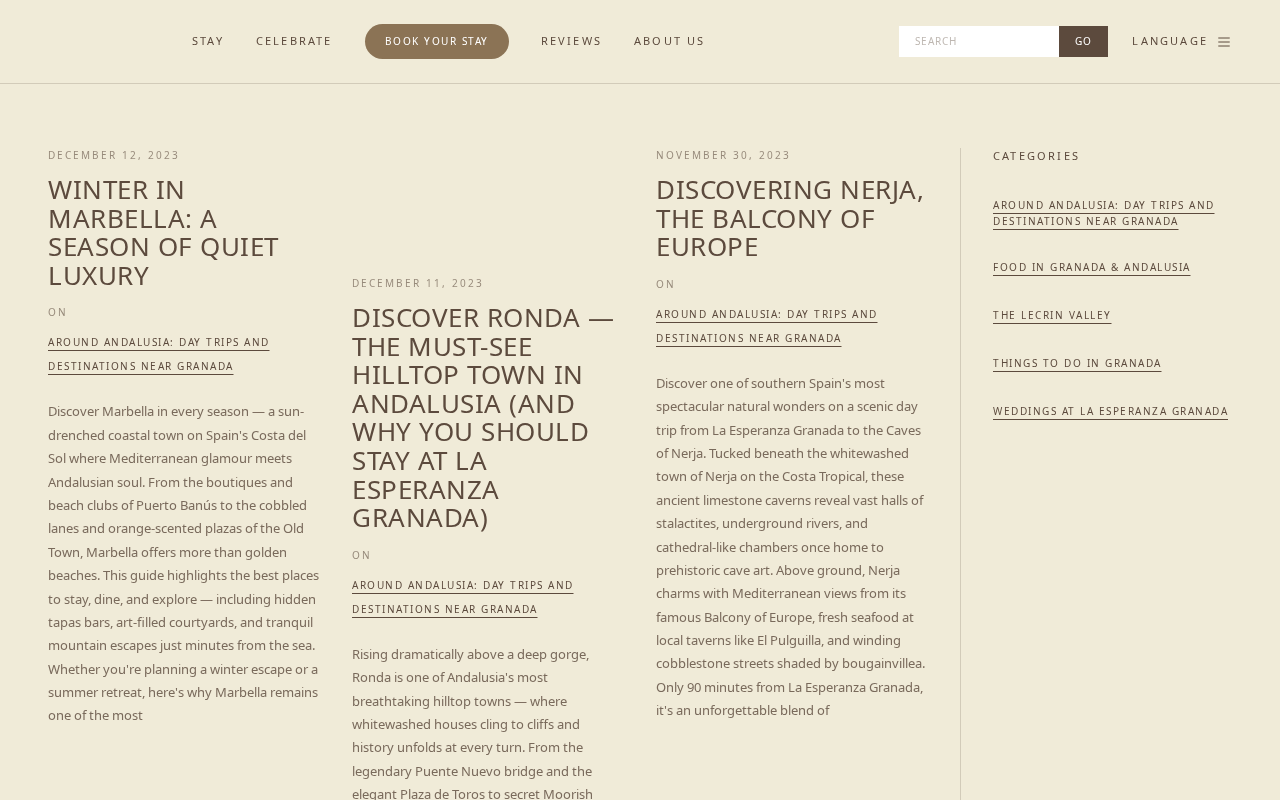 STAY
CELEBRATE
BOOK YOUR STAY
REVIEWS
ABOUT US
SEARCH
GO
LANGUAGE
DECEMBER 12, 2023
WINTER IN
MARBELLA: A
SEASON OF QUIET
LUXURY
ON
AROUND ANDALUSIA: DAY TRIPS AND
DESTINATIONS NEAR GRANADA
Discover Marbella in every season — a sun-
drenched coastal town on Spain's Costa del
Sol where Mediterranean glamour meets
Andalusian soul. From the boutiques and
beach clubs of Puerto Banús to the cobbled
lanes and orange-scented plazas of the Old
Town, Marbella offers more than golden
beaches. This guide highlights the best places
to stay, dine, and explore — including hidden
tapas bars, art-filled courtyards, and tranquil
mountain escapes just minutes from the sea.
Whether you're planning a winter escape or a
summer retreat, here's why Marbella remains
one of the most
DECEMBER 11, 2023
DISCOVER RONDA —
THE MUST-SEE
HILLTOP TOWN IN
ANDALUSIA (AND
WHY YOU SHOULD
STAY AT LA
ESPERANZA
GRANADA)
ON
AROUND ANDALUSIA: DAY TRIPS AND
DESTINATIONS NEAR GRANADA
Rising dramatically above a deep gorge,
Ronda is one of Andalusia's most
breathtaking hilltop towns — where
whitewashed houses cling to cliffs and
history unfolds at every turn. From the
legendary Puente Nuevo bridge and the
elegant Plaza de Toros to secret Moorish
NOVEMBER 30, 2023
DISCOVERING NERJA,
THE BALCONY OF
EUROPE
ON
AROUND ANDALUSIA: DAY TRIPS AND
DESTINATIONS NEAR GRANADA
Discover one of southern Spain's most
spectacular natural wonders on a scenic day
trip from La Esperanza Granada to the Caves
of Nerja. Tucked beneath the whitewashed
town of Nerja on the Costa Tropical, these
ancient limestone caverns reveal vast halls of
stalactites, underground rivers, and
cathedral-like chambers once home to
prehistoric cave art. Above ground, Nerja
charms with Mediterranean views from its
famous Balcony of Europe, fresh seafood at
local taverns like El Pulguilla, and winding
cobblestone streets shaded by bougainvillea.
Only 90 minutes from La Esperanza Granada,
it's an unforgettable blend of
CATEGORIES
AROUND ANDALUSIA: DAY TRIPS AND
DESTINATIONS NEAR GRANADA
FOOD IN GRANADA & ANDALUSIA
THE LECRIN VALLEY
THINGS TO DO IN GRANADA
WEDDINGS AT LA ESPERANZA GRANADA